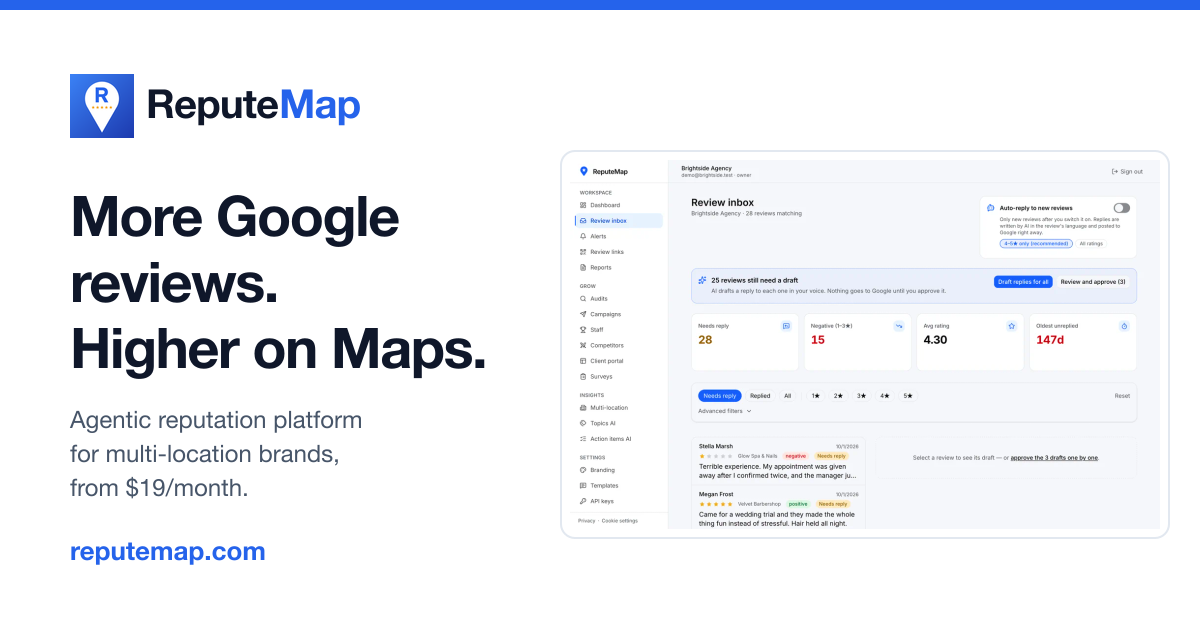 R
ReputeMap
More Google
reviews.
Higher on Maps.
Agentic reputation platform
for multi-location brands,
from $19/month.
reputemap.com
ReputeMap
WORKSPACE
Dashboard
Review inbox
Alerts
Review links
Reports
GROW
Audits
Campaigns
Staff
Competitors
Client portal
Surveys
INSIGHTS
Multi-location
Topics AI
Action items AI
SETTINGS
Branding
Templates
API keys
Privacy · Cookie settings
Brightside Agency
demo@brightside.test · owner
Sign out
Review inbox
Brightside Agency · 28 reviews matching
Auto-reply to new reviews
Only new reviews after you switch it on. Replies are
written by AI in the review's language and posted to
Google right away.
4–5★ only (recommended) All ratings
25 reviews still need a draft
AI drafts a reply to each one in your voice. Nothing goes to Google until you approve it.
Draft replies for all Review and approve (3)
Needs reply
28
Negative (1–3★)
15
Avg rating
4.30
Oldest unreplied
147d
Needs reply Replied All 1★ 2★ 3★ 4★ 5★ Reset
Advanced filters
Stella Marsh 10/1/2026
★★★★★ Glow Spa & Nails negative Needs reply
Terrible experience. My appointment was given
away after I confirmed twice, and the manager ju...
Megan Frost 10/1/2026
★★★★★ Velvet Barbershop positive Needs reply
Came for a wedding trial and they made the whole
thing fun instead of stressful. Hair held all night.
Select a review to see its draft — or approve the 3 drafts one by one.